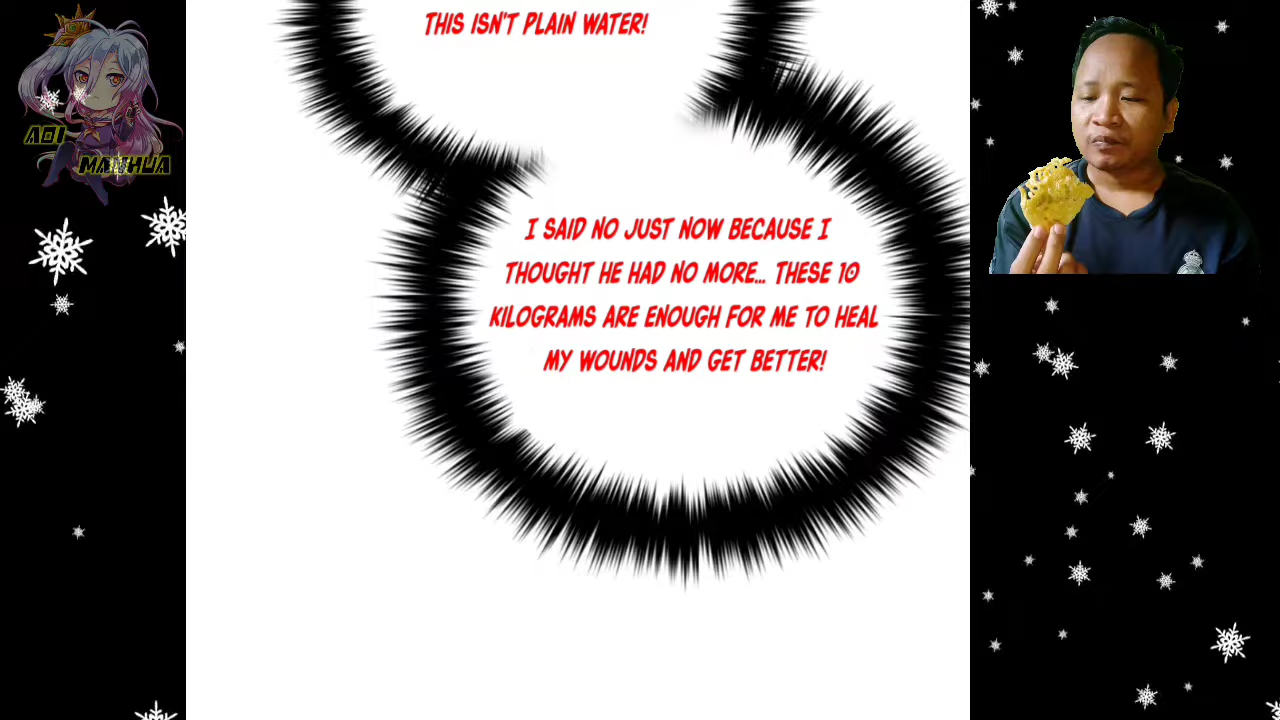 THIS ISN'T PLAIN WATER!
I SAID NO JUST NOW BECAUSE I
THOUGHT HE HAD NO MORE... THESE 10
KILOGRAMS ARE ENOUGH FOR ME TO HEAL
MY WOUNDS AND GET BETTER!
AOI
MANHUA